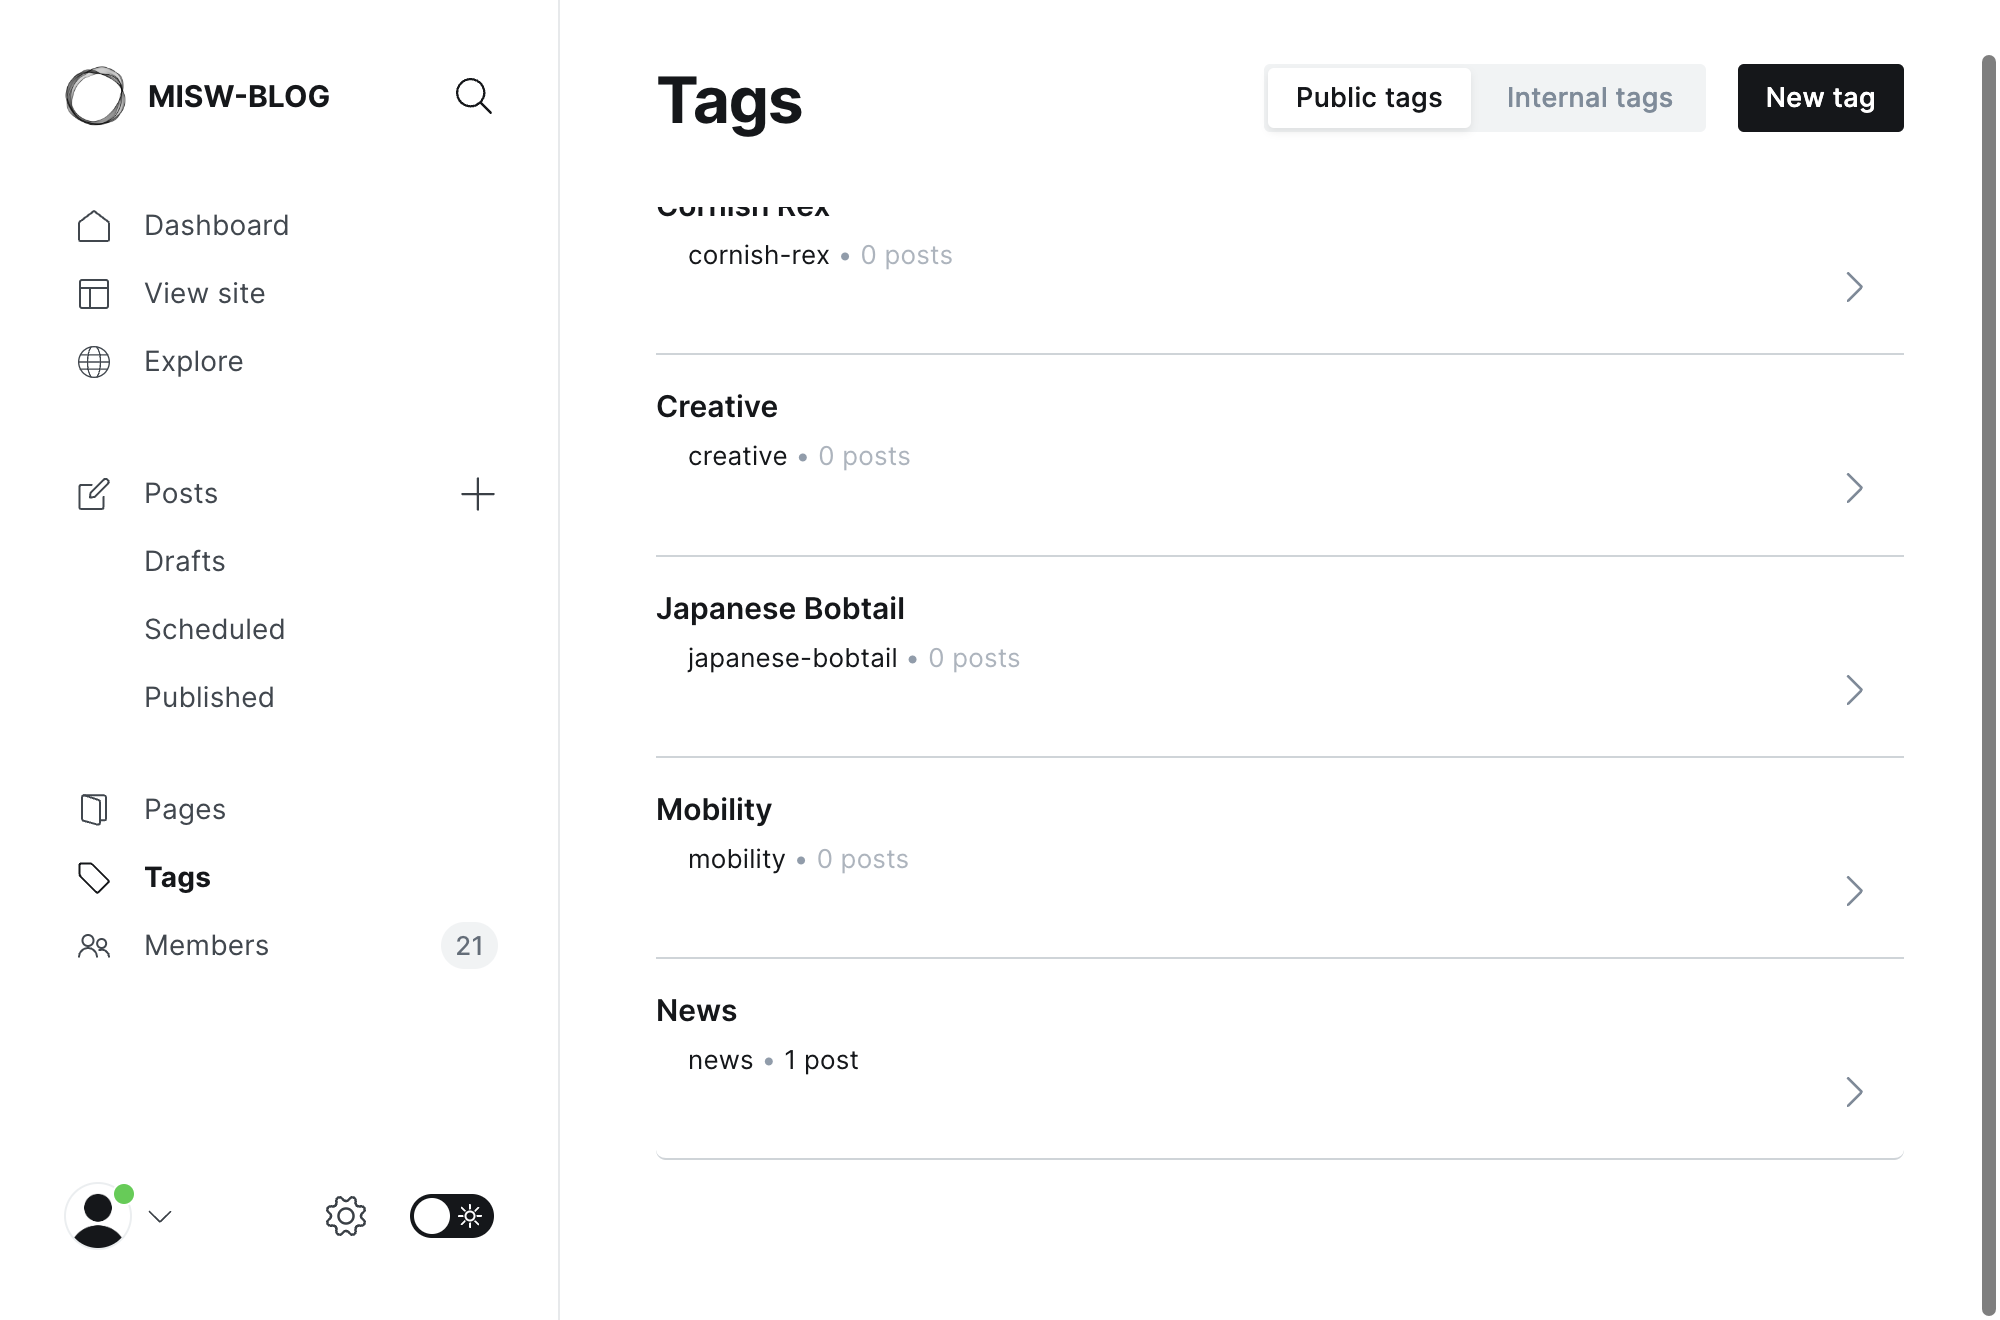 MISW-BLOG
Dashboard
View site
Explore
Posts
Drafts
Scheduled
Published
Pages
Tags
Members
21
Tags
Public tags
Internal tags
New tag
Cornish Rex
cornish-rex • 0 posts
Creative
creative • 0 posts
Japanese Bobtail
japanese-bobtail • 0 posts
Mobility
mobility • 0 posts
News
news • 1 post